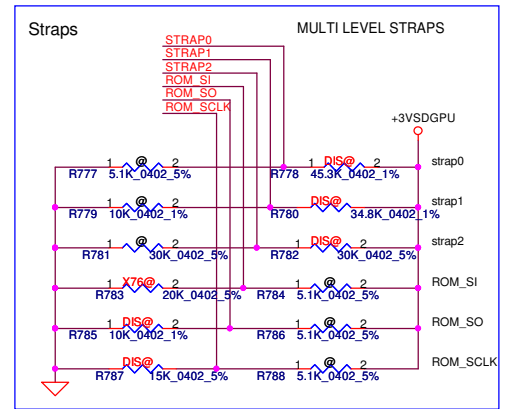 Straps
MULTI LEVEL STRAPS
STRAP0
STRAP1
STRAP2
ROM_SI
ROM_SO
ROM_SCLK
+3VSDGPU
1 @ 2 1 DIS@ 2 strap0
R777 5.1K_0402_5% R778 45.3K_0402_1%
1 @ 2 DIS@ strap1
R779 10K_0402_1% R780 34.8K_0402_1%
1 @ 2 1 DIS@ 2 strap2
R781 30K_0402_5% R782 30K_0402_5%
1 X76@ 2 1 @ 2 ROM_SI
R783 20K_0402_5% R784 5.1K_0402_5%
1 DIS@ 2 1 @ 2 ROM_SO
R785 10K_0402_1% R786 5.1K_0402_5%
DIS@ 2 1 @ 2 ROM_SCLK
R787 15K_0402_5% R788 5.1K_0402_5%